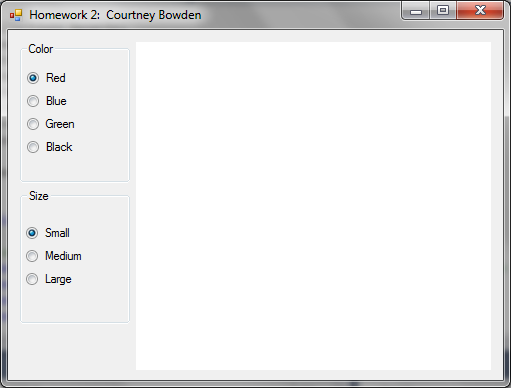 Homework 2:  Courtney Bowden
Color
Red
Blue
Green
Black
Size
Small
Medium
Large